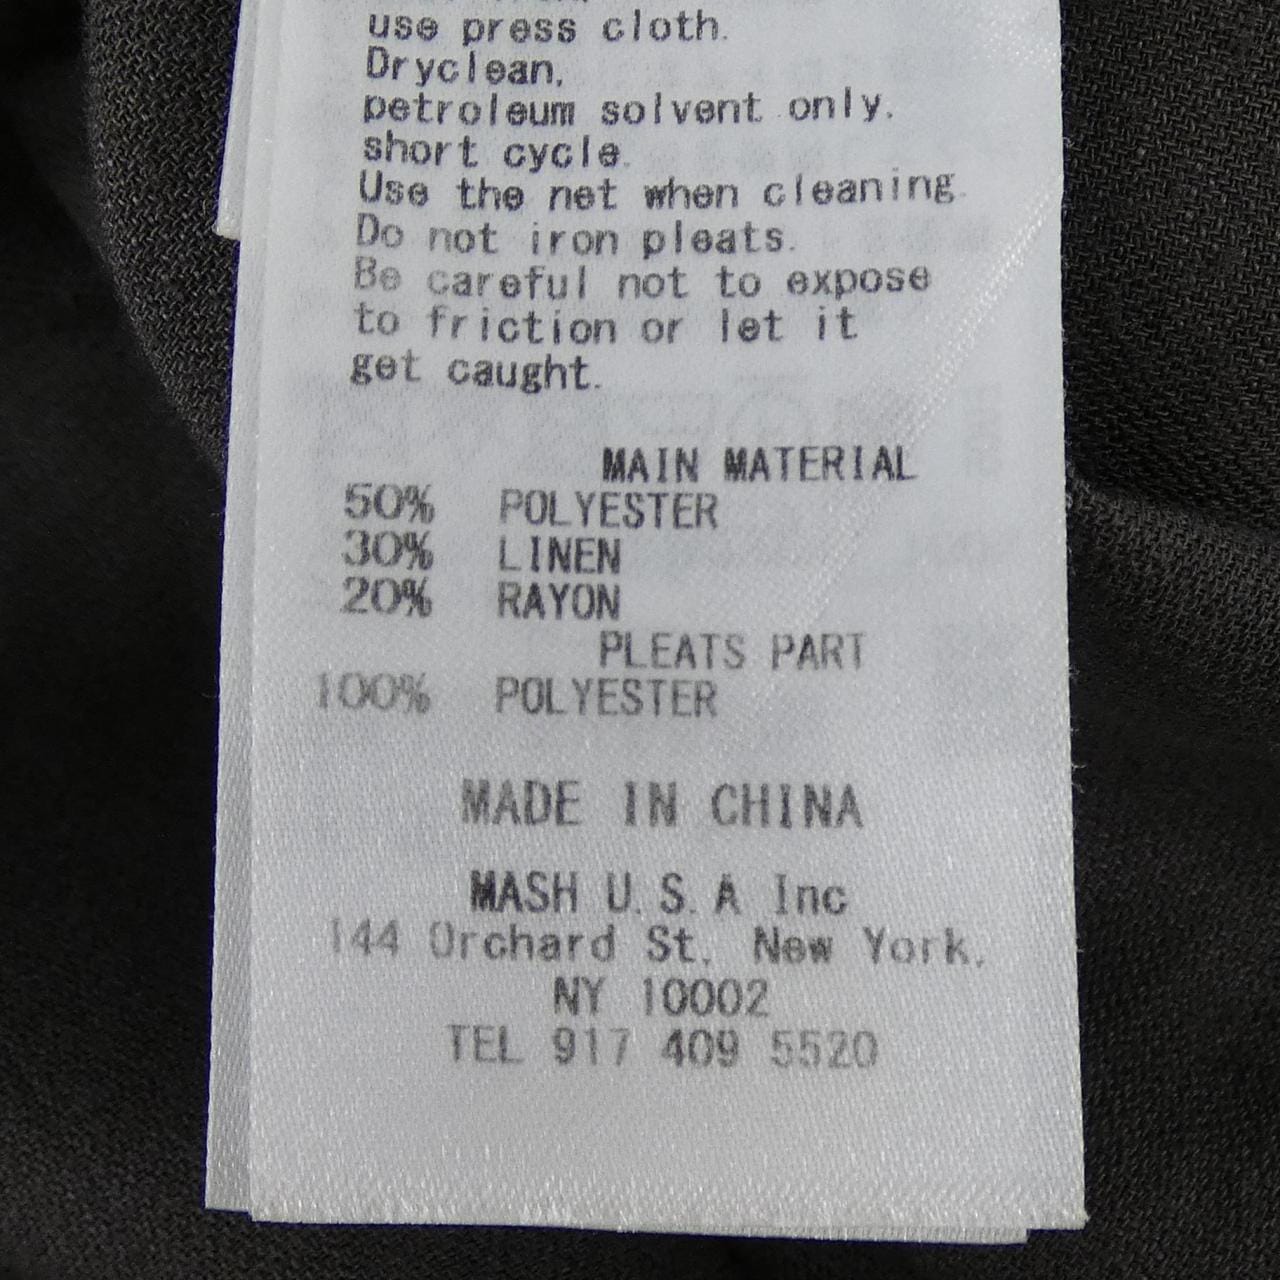 use press cloth.
Dryclean,
petroleum solvent only.
short cycle.
Use the net when cleaning.
Do not iron pleats.
Be careful not to expose
to friction or let it
get caught.
MAIN MATERIAL
50% POLYESTER
30% LINEN
20% RAYON
PLEATS PART
100% POLYESTER
MADE IN CHINA
MASH U.S.A Inc
144 Orchard St. New York,
NY 10002
TEL 917 409 5520